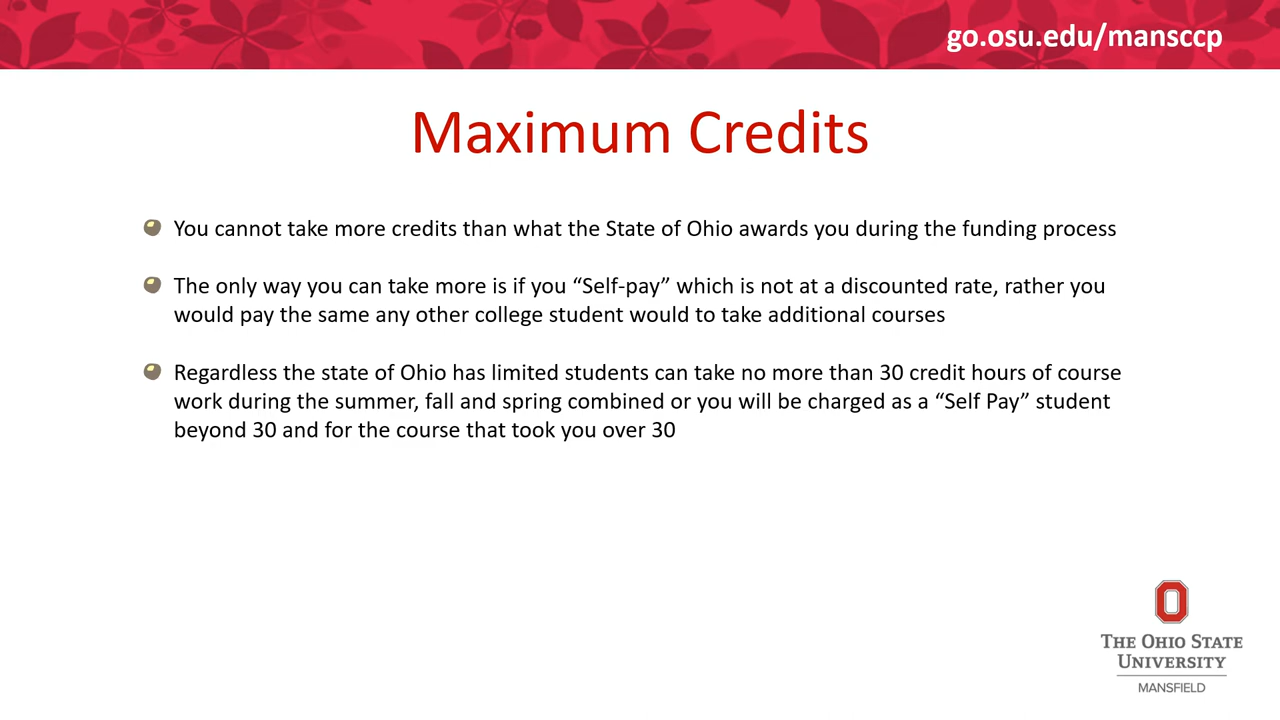 go.osu.edu/mansccp
Maximum Credits
You cannot take more credits than what the State of Ohio awards you during the funding process
The only way you can take more is if you “Self-pay” which is not at a discounted rate, rather you
would pay the same any other college student would to take additional courses
Regardless the state of Ohio has limited students can take no more than 30 credit hours of course
work during the summer, fall and spring combined or you will be charged as a “Self Pay” student
beyond 30 and for the course that took you over 30
THE OHIO STATE
UNIVERSITY
MANSFIELD